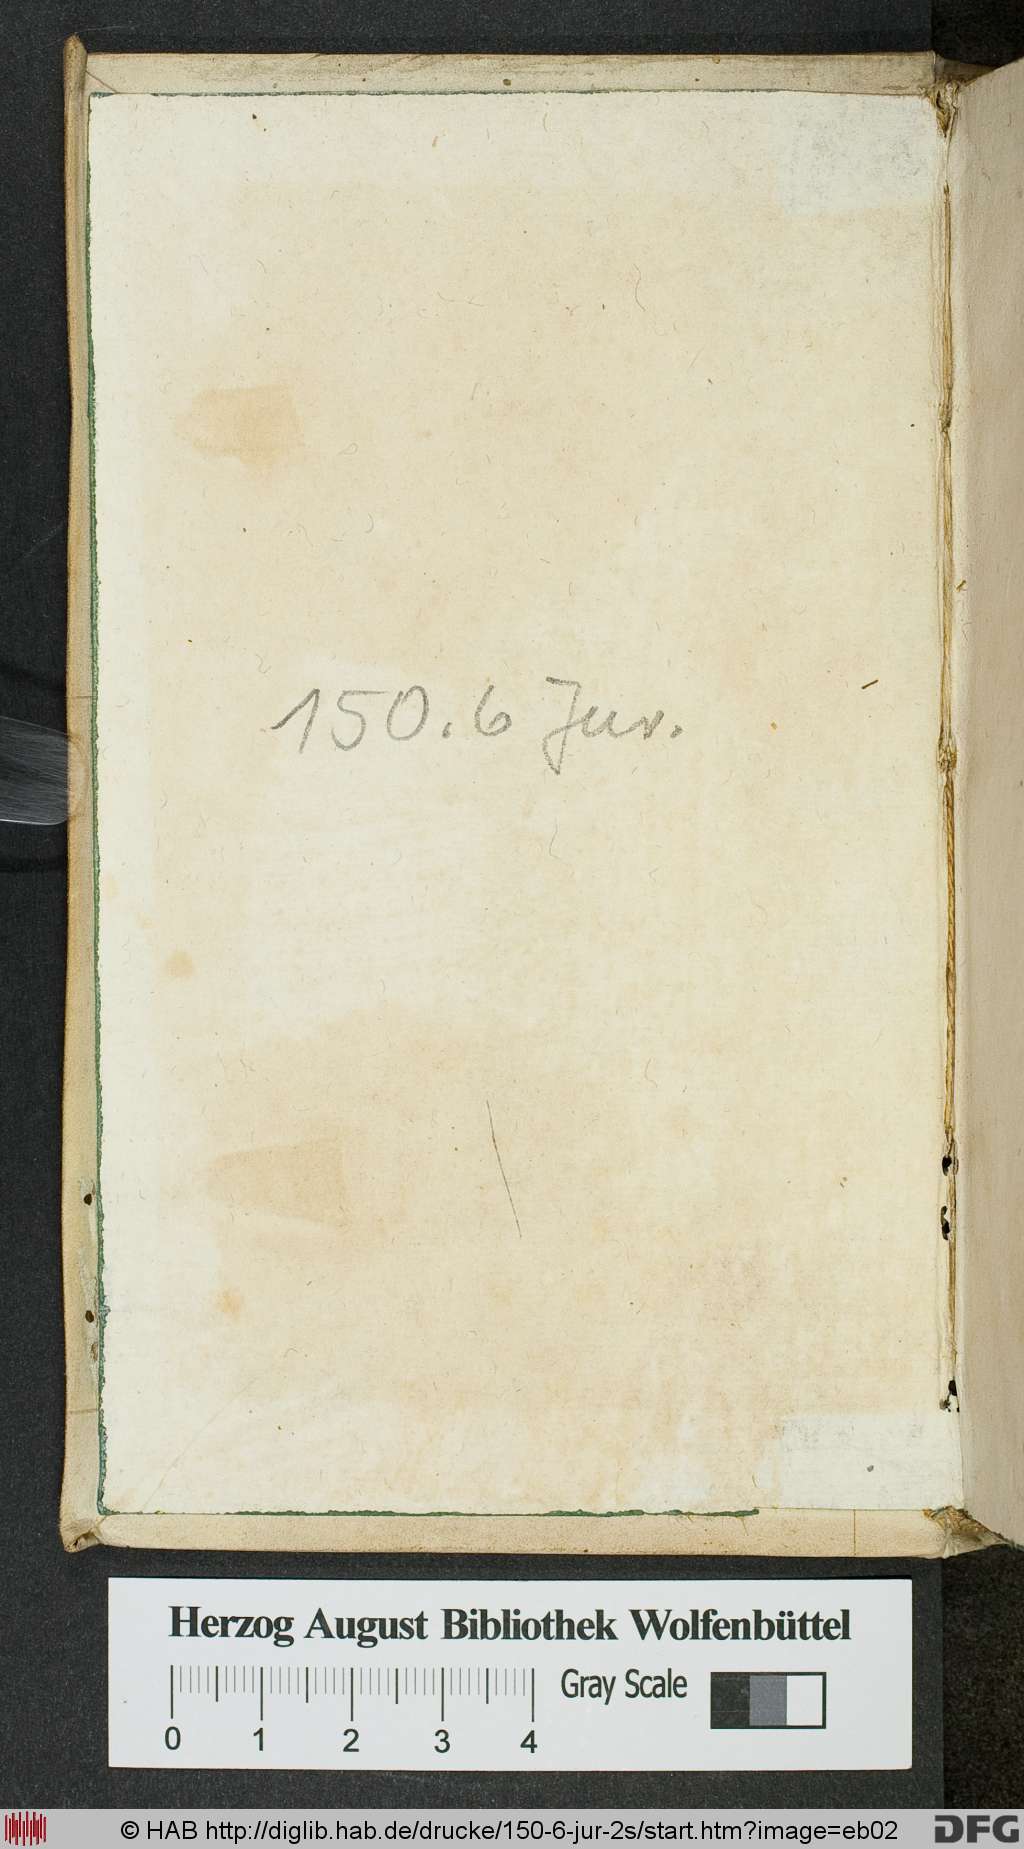 150.6 Jur.
Herzog August Bibliothek Wolfenbüttel
Gray Scale
0 1 2 3 4
© HAB http://diglib.hab.de/drucke/150-6-jur-2s/start.htm?image=eb02
DFG